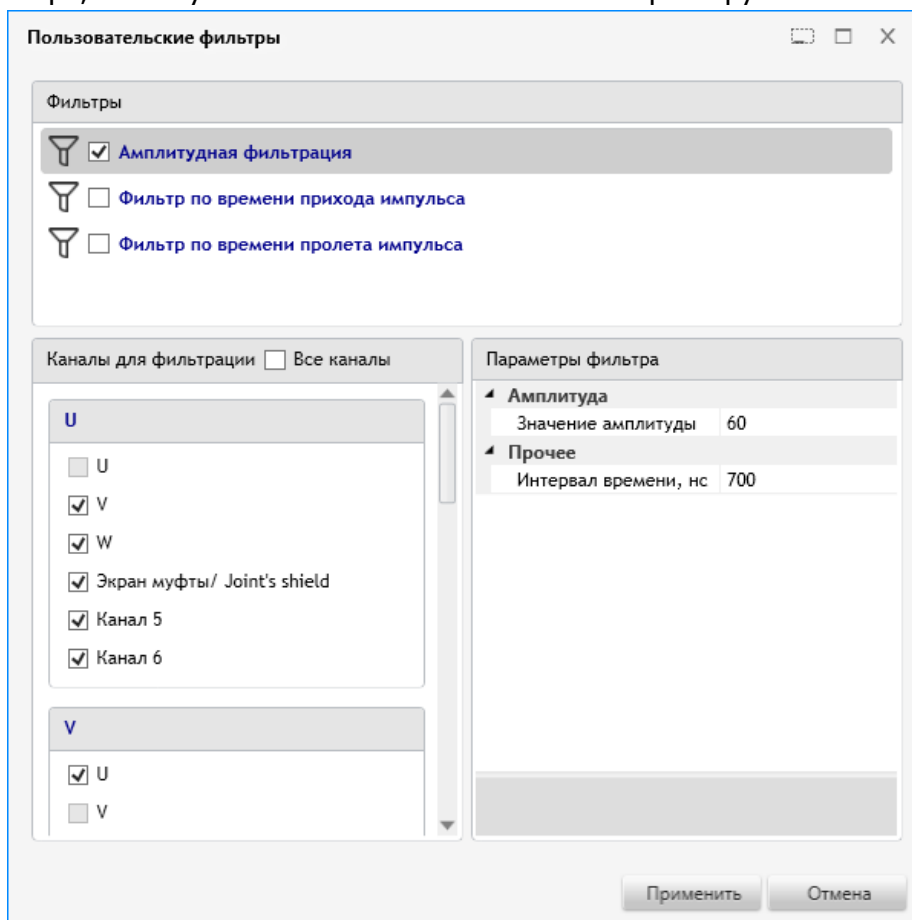 Пользовательские фильтры
Фильтры
Амплитудная фильтрация
Фильтр по времени прихода импульса
Фильтр по времени пролета импульса
Каналы для фильтрации Все каналы
U
U
V
W
Экран муфты/ Joint's shield
Канал 5
Канал 6
V
U
V
Параметры фильтра
Амплитуда
Значение амплитуды 60
Прочее
Интервал времени, нс 700
Применить Отмена